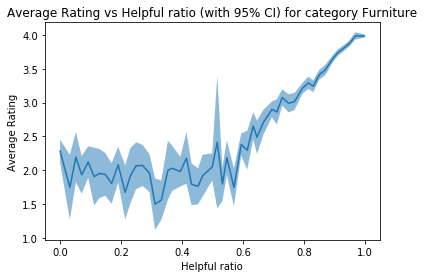 Average Rating vs Helpful ratio (with 95% CI) for category Furniture
Average Rating
4.0
3.5
3.0
2.5
2.0
1.5
1.0
0.0 0.2 0.4 0.6 0.8 1.0
Helpful ratio